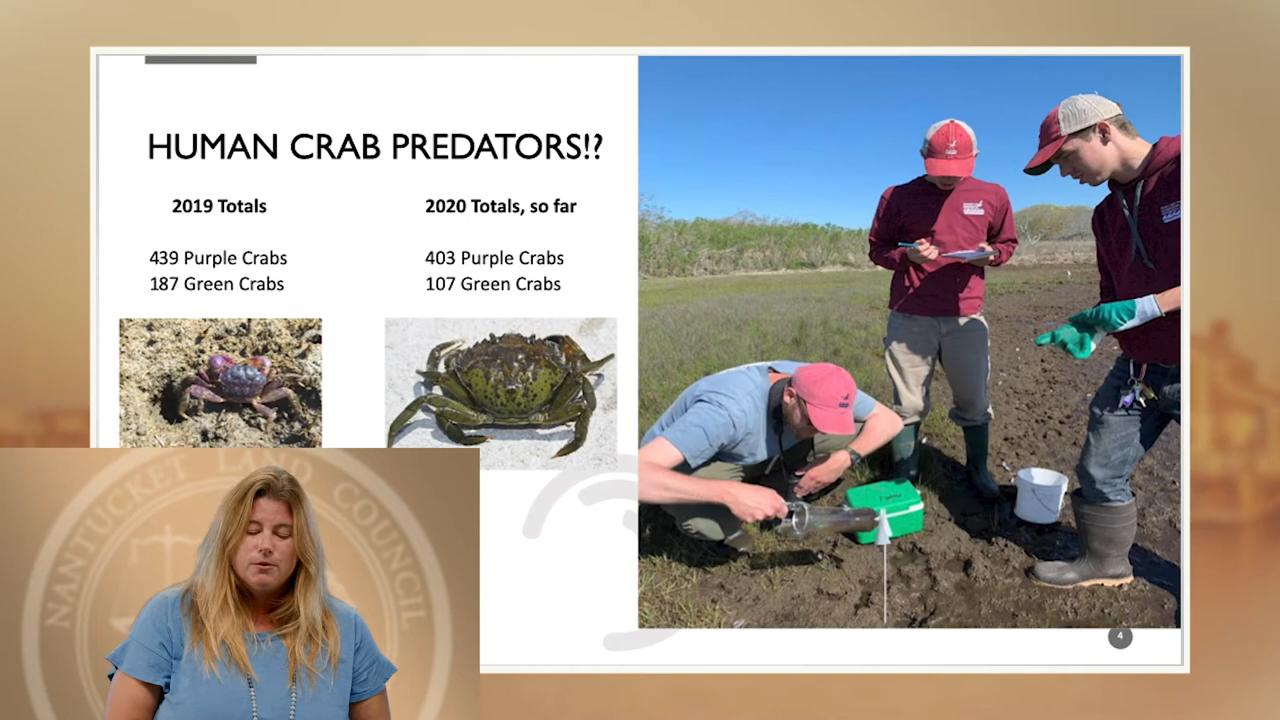 HUMAN CRAB PREDATORS!?
2019 Totals
2020 Totals, so far
439 Purple Crabs
187 Green Crabs
403 Purple Crabs
107 Green Crabs
NANTUCKET LAND COUNCIL
4